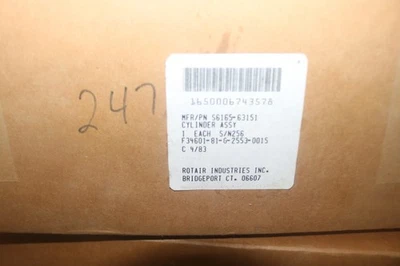 247
1650006743578
MFR/PN S6165-63151
CYLINDER ASSY
1 EACH S/N256
F34601-81-G-2553-0015
C 4/83
ROTAIR INDUSTRIES INC.
BRIDGEPORT CT. 06607